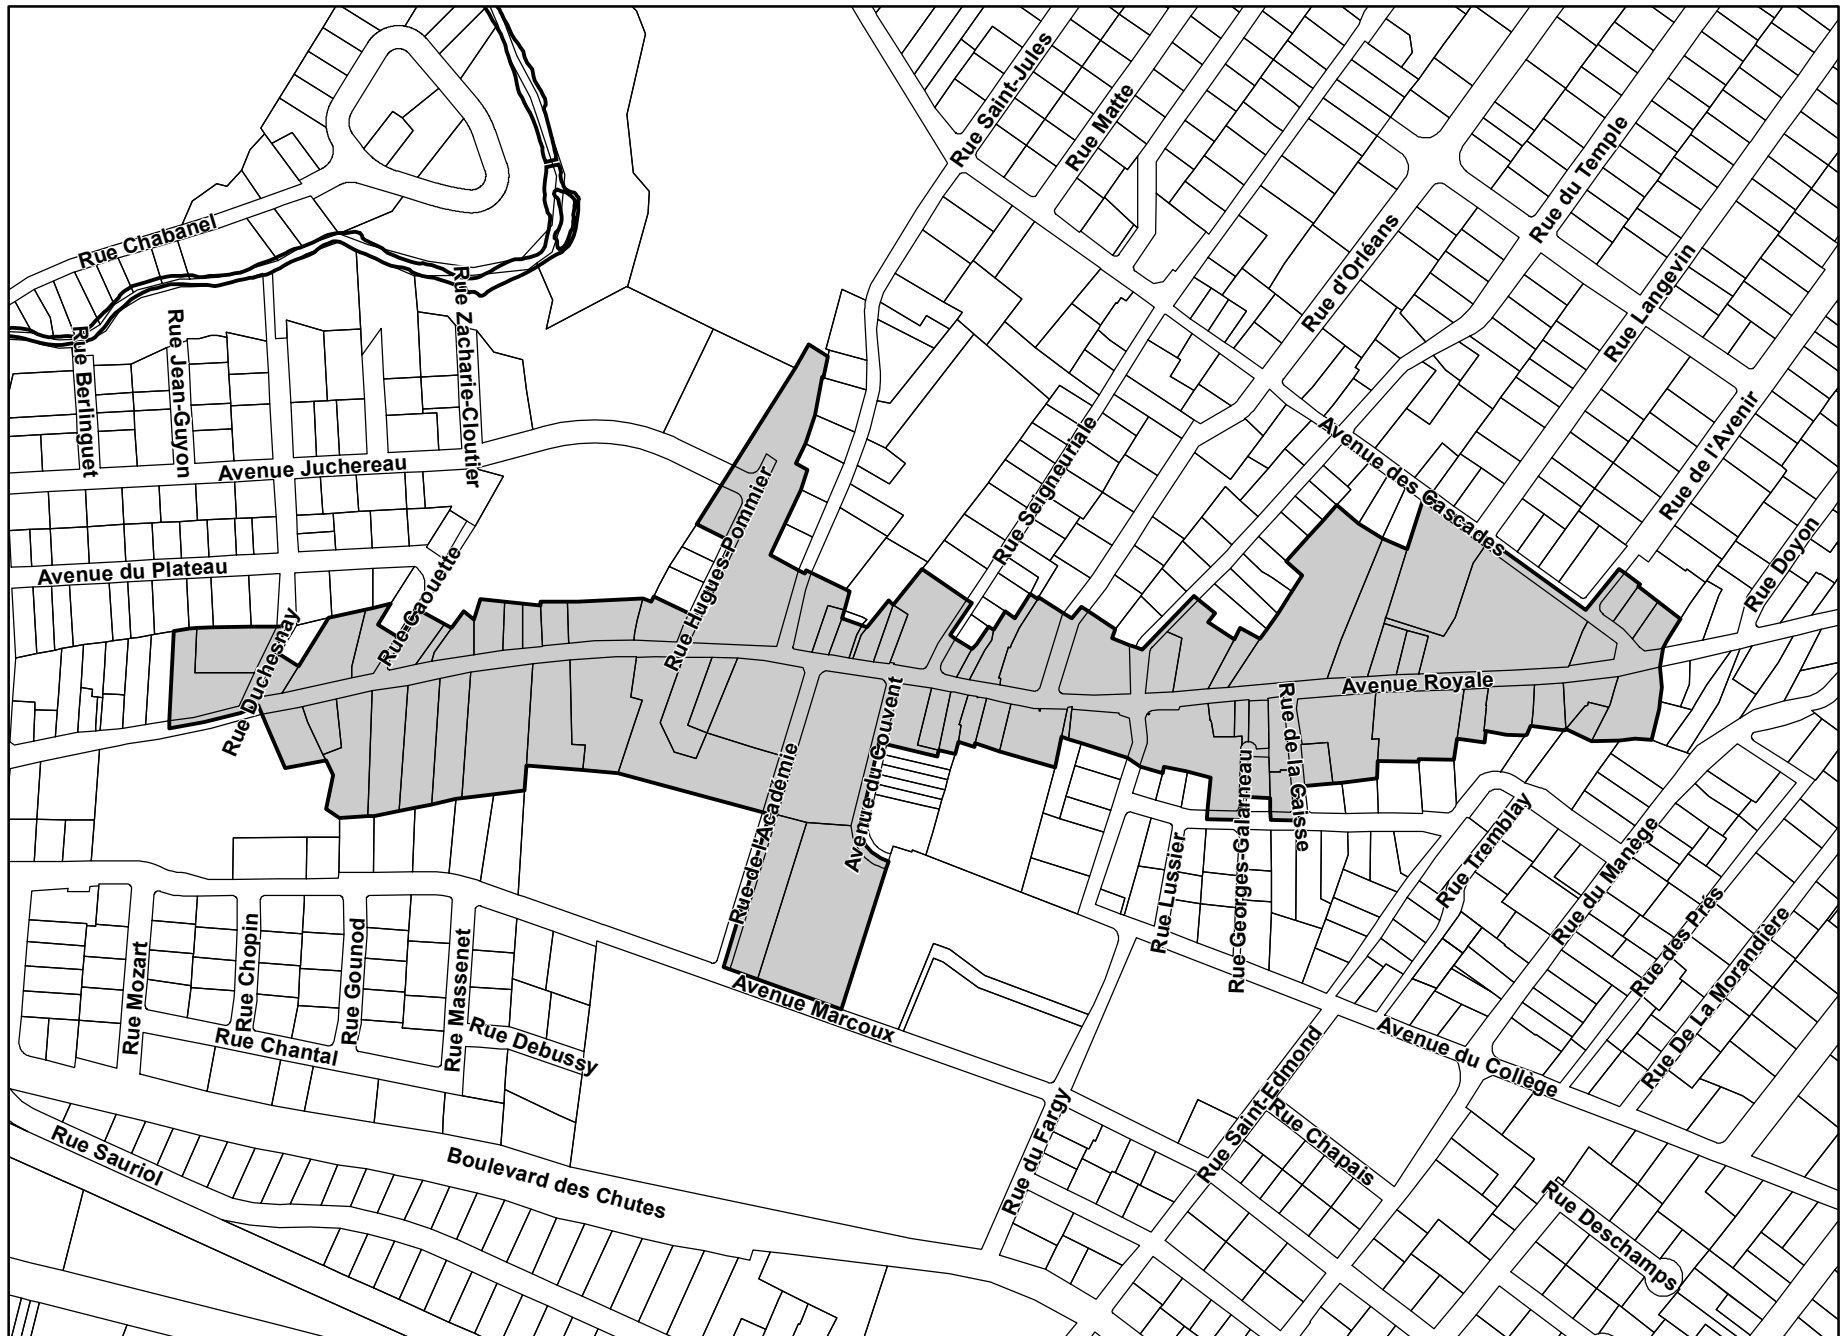 Rue Saint-Jules
Rue Matte
Rue du Temple
Rue Chabanel
Rue d'Orléans
Rue Langevin
Rue Zacharie-Cloutier
Rue Jean-Guyon
Rue Berlinguet
Avenue Juchereau
Rue Seigneuriale
Avenue des Cascades
Rue de l'Avenir
Rue Hugues-Pommier
Rue Doyon
Avenue du Plateau
Rue Caouette
Rue Duchesnay
Avenue Royale
Avenue du Couvent
Rue de l'Académie
Rue de la Caisse
Rue Georges-Galarneau
Rue Lussier
Rue Tremblay
Rue du Manège
Rue des Prés
Rue De La Morandière
Rue Mozart
Rue Chopin
Rue Gounod
Rue Massenet
Avenue Marcoux
Rue Chantal
Rue Debussy
Avenue du Collège
Rue Saint-Edmond
Rue Chapais
Rue du Fargy
Rue Sauriol
Boulevard des Chutes
Rue Deschamps